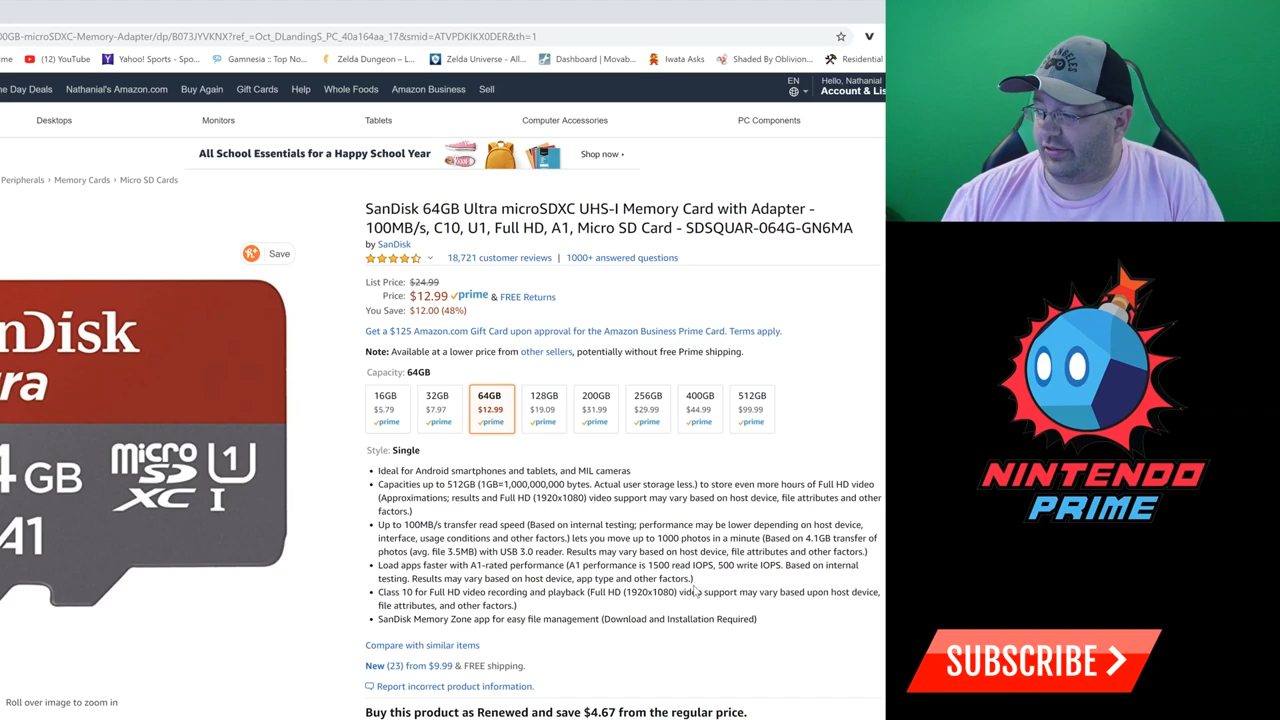 00GB-microSDXC-Memory-Adapter/dp/B073JYVKNX?ref_=Oct_DLandingS_PC_40a164aa_17&smid=ATVPDKIKX0DER&th=1
me (12) YouTube Yahoo! Sports - Spo... Gamnesia :: Top No... Zelda Dungeon – L... Zelda Universe - All... Dashboard | Movab... Iwata Asks Shaded By Oblivion... Residential
ne Day Deals Nathanial's Amazon.com Buy Again Gift Cards Help Whole Foods Amazon Business Sell EN Hello, Nathanial
Account & Lis
Desktops Monitors Tablets Computer Accessories PC Components
All School Essentials for a Happy School Year Shop now ›
Peripherals › Memory Cards › Micro SD Cards
SanDisk 64GB Ultra microSDXC UHS-I Memory Card with Adapter -
100MB/s, C10, U1, Full HD, A1, Micro SD Card - SDSQUAR-064G-GN6MA
by SanDisk
Save
18,721 customer reviews | 1000+ answered questions
List Price: $24.99
Price: $12.99 prime & FREE Returns
You Save: $12.00 (48%)
Get a $125 Amazon.com Gift Card upon approval for the Amazon Business Prime Card. Terms apply.
Note: Available at a lower price from other sellers, potentially without free Prime shipping.
Capacity: 64GB
16GB 32GB 64GB 128GB 200GB 256GB 400GB 512GB
$5.79 $7.97 $12.99 $19.09 $31.99 $29.99 $44.99 $99.99
prime prime prime prime prime prime prime prime
Style: Single
• Ideal for Android smartphones and tablets, and MIL cameras
• Capacities up to 512GB (1GB=1,000,000,000 bytes. Actual user storage less.) to store even more hours of Full HD video
(Approximations; results and Full HD (1920x1080) video support may vary based on host device, file attributes and other
factors.)
• Up to 100MB/s transfer read speed (Based on internal testing; performance may be lower depending on host device,
interface, usage conditions and other factors.) lets you move up to 1000 photos in a minute (Based on 4.1GB transfer of
photos (avg. file 3.5MB) with USB 3.0 reader. Results may vary based on host device, file attributes and other factors.)
• Load apps faster with A1-rated performance (A1 performance is 1500 read IOPS, 500 write IOPS. Based on internal
testing. Results may vary based on host device, app type and other factors.)
• Class 10 for Full HD video recording and playback (Full HD (1920x1080) video support may vary based upon host device,
file attributes, and other factors.)
• SanDisk Memory Zone app for easy file management (Download and Installation Required)
Compare with similar items
New (23) from $9.99 & FREE shipping.
Report incorrect product information.
Buy this product as Renewed and save $4.67 from the regular price.
nDisk
ra
4 GB micro SD XC U1 I
A1
Roll over image to zoom in
NINTENDO
PRIME
SUBSCRIBE